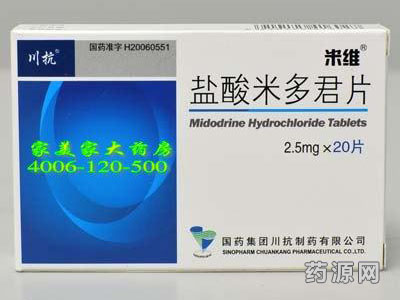 川抗®
国药准字 H20060551
米维®
盐酸米多君片
Midodrine Hydrochloride Tablets
2.5mg×20片
家美家大药房
4006-120-500
国药集团川抗制药有限公司
SINOPHARM CHUANKANG PHARMACEUTICAL CO.,LTD.
药源网